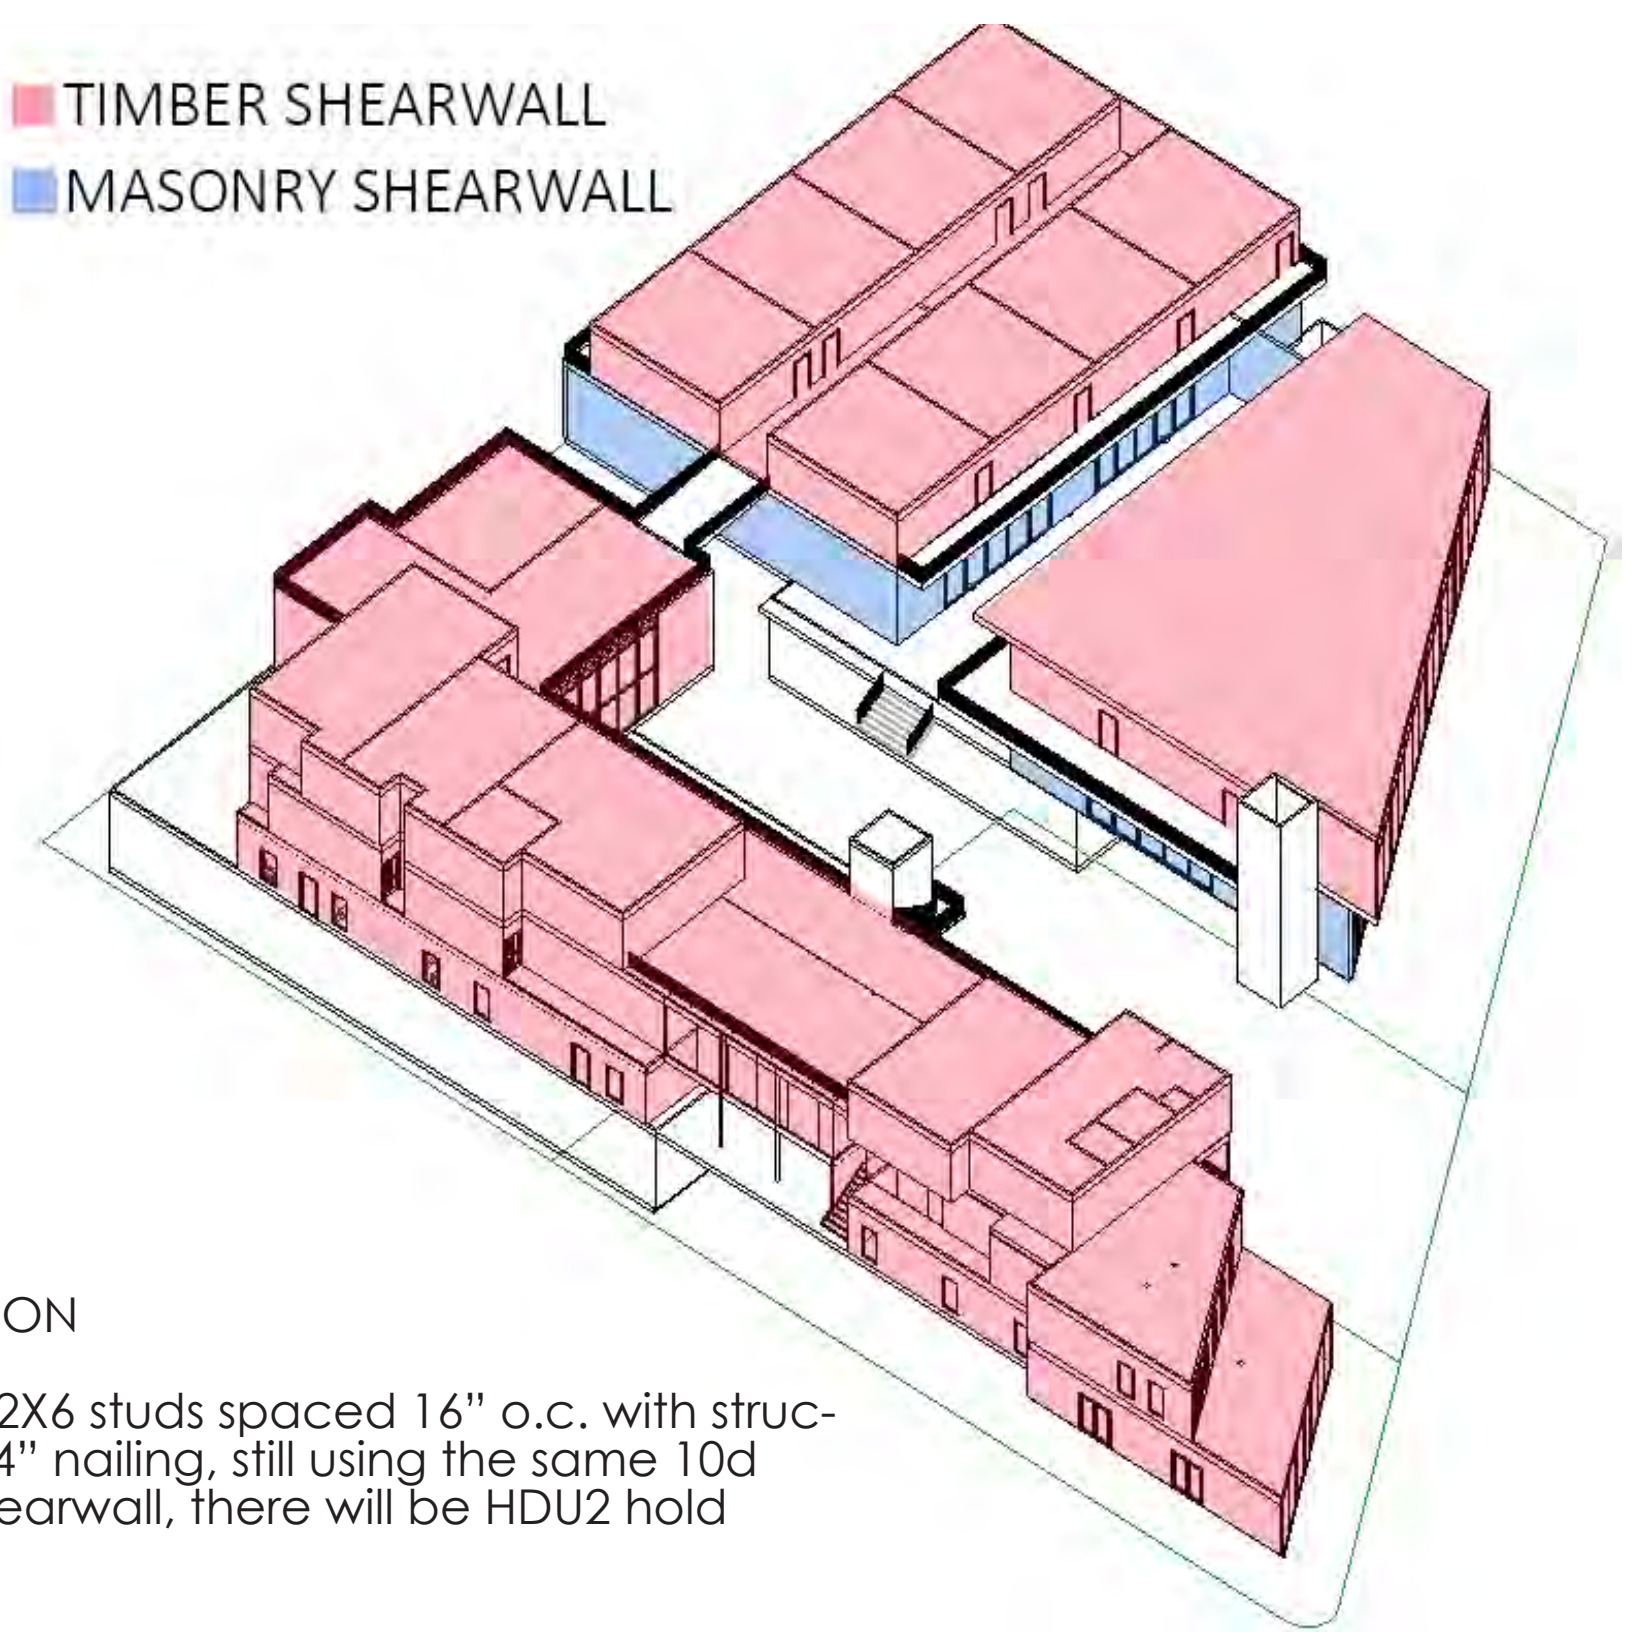 TIMBER SHEARWALL
MASONRY SHEARWALL
ON
2X6 studs spaced 16” o.c. with struc-
4” nailing, still using the same 10d
earwall, there will be HDU2 hold